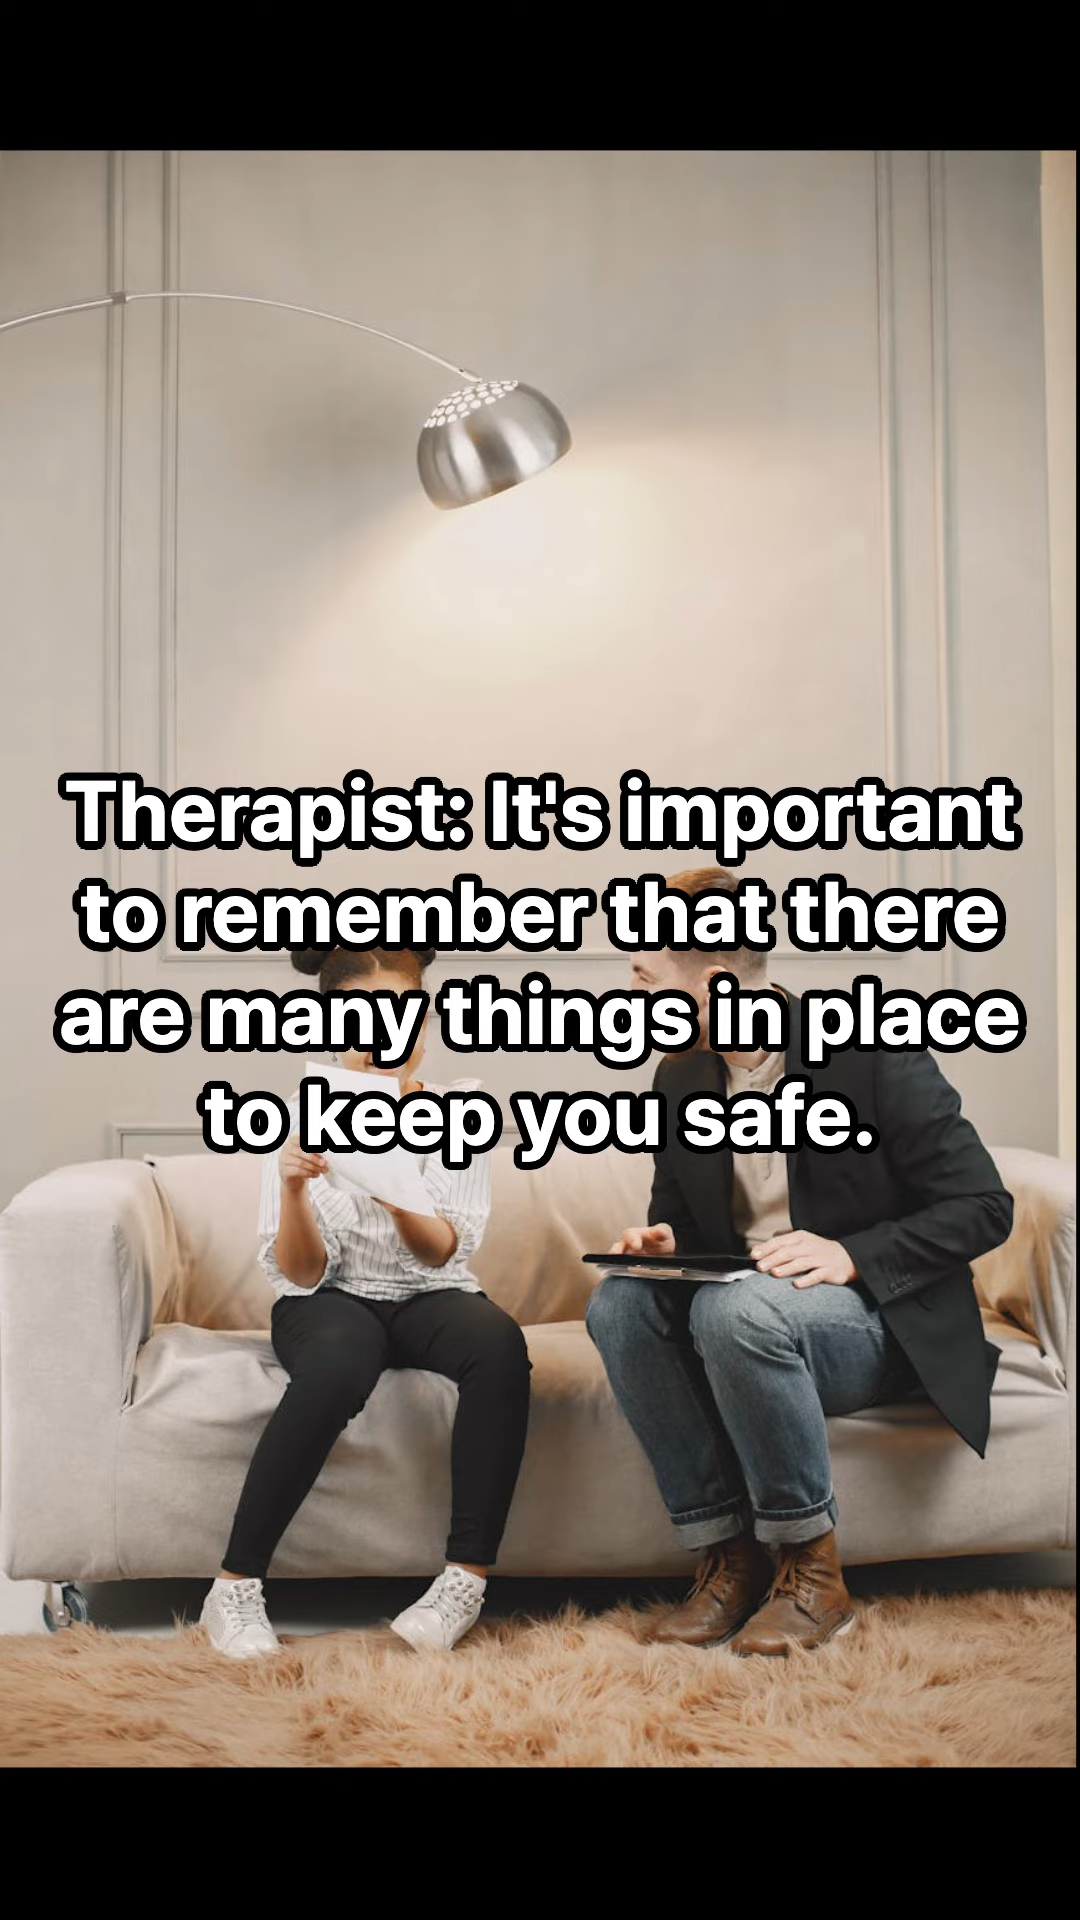 Therapist: It's important
to remember that there
are many things in place
to keep you safe.